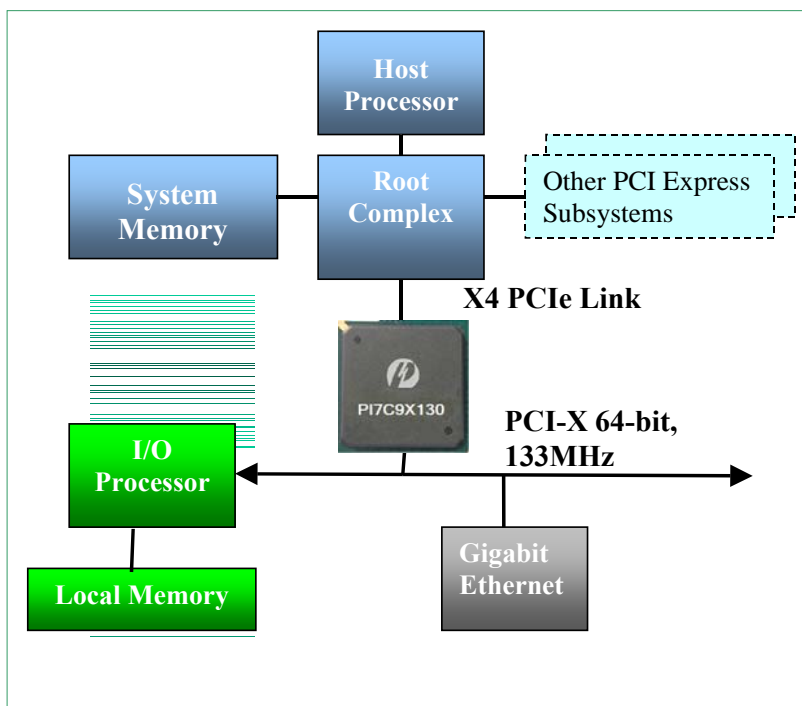 Host
Processor
System
Memory
Root
Complex
Other PCI Express
Subsystems
X4 PCIe Link
PI7C9X130
PCI-X 64-bit,
133MHz
I/O
Processor
Gigabit
Ethernet
Local Memory